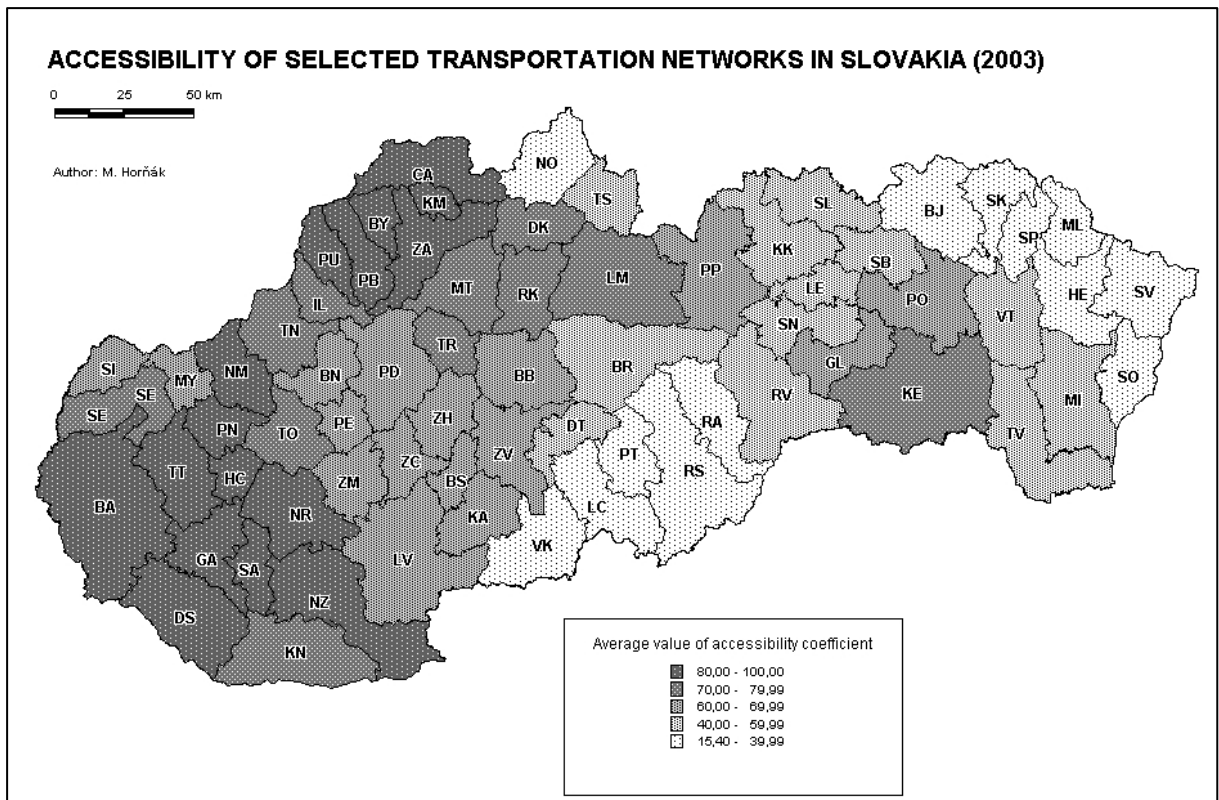 ACCESSIBILITY OF SELECTED TRANSPORTATION NETWORKS IN SLOVAKIA (2003)
0 25 50 km
Author: M. Horňák
NO
CA
TS
KM
SL
BJ
SK
ML
BY
DK
KK
SP
ZA
SB
PU
PB
PP
HE
SV
MT
RK
LM
LE
PO
IL
VT
TN
SN
TR
GL
SI
NM
BN
PD
BB
BR
MY
SE
RV
KE
SO
MI
SE
PN
PE
ZH
DT
RA
TV
TO
ZV
PT
TT
HC
ZM
ZC
BS
RS
BA
NR
KA
LC
GA
SA
LV
VK
NZ
DS
KN
Average value of accessibility coefficient
80,00 - 100,00
70,00 - 79,99
60,00 - 69,99
40,00 - 59,99
15,40 - 39,99